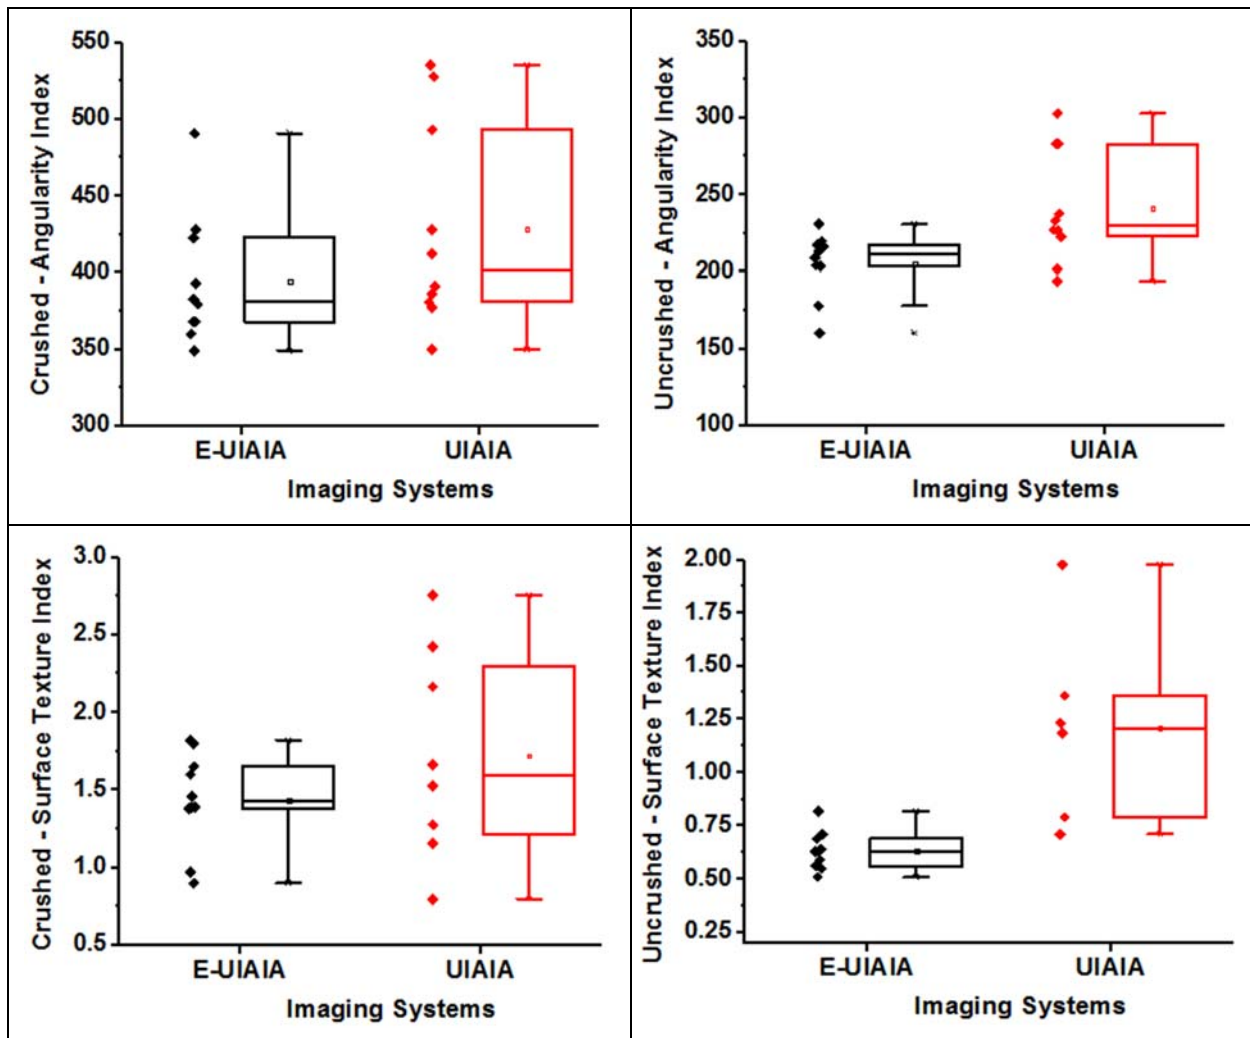 Crushed - Angularity Index
550
500
450
400
350
300
E-UIAIA UIAIA
Imaging Systems
Uncrushed - Angularity Index
350
300
250
200
150
100
E-UIAIA UIAIA
Imaging Systems
Crushed - Surface Texture Index
3.0
2.5
2.0
1.5
1.0
0.5
E-UIAIA UIAIA
Imaging Systems
Uncrushed - Surface Texture Index
2.00
1.75
1.50
1.25
1.00
0.75
0.50
0.25
E-UIAIA UIAIA
Imaging Systems